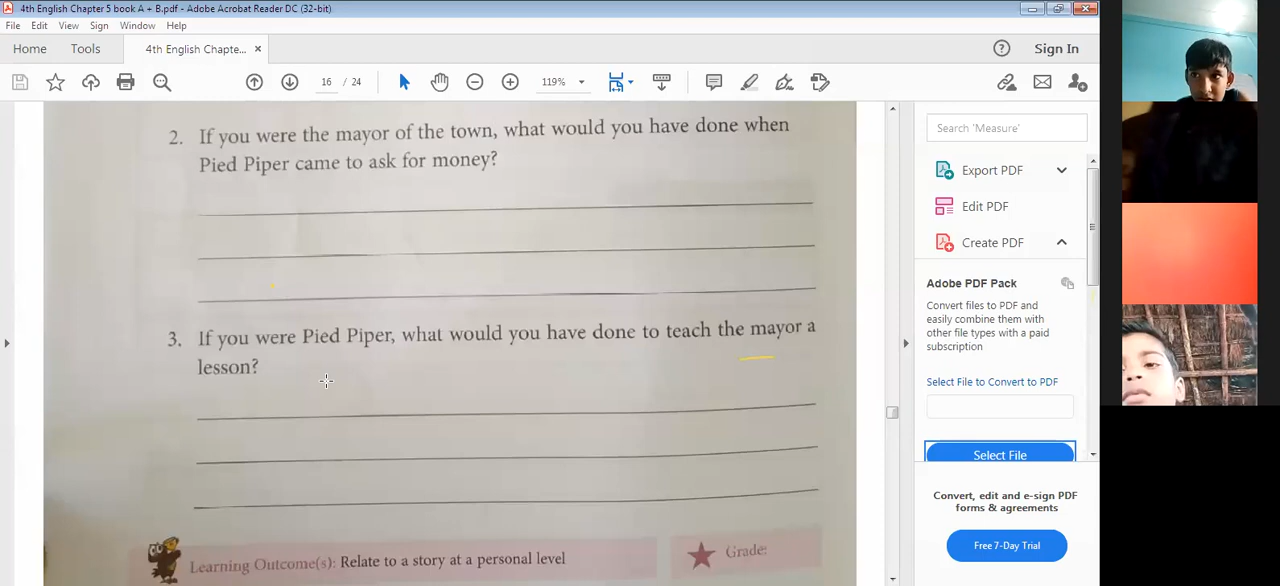 4th English Chapter 5 book A + B.pdf - Adobe Acrobat Reader DC (32-bit)
File Edit View Sign Window Help
Home Tools 4th English Chapte... × Sign In
16 / 24 119%
2. If you were the mayor of the town, what would you have done when
Pied Piper came to ask for money?
3. If you were Pied Piper, what would you have done to teach the mayor a
lesson?
Learning Outcome(s): Relate to a story at a personal level
Grade:
Search 'Measure'
Export PDF
Edit PDF
Create PDF
Adobe PDF Pack
Convert files to PDF and
easily combine them with
other file types with a paid
subscription
Select File to Convert to PDF
Select File
Convert, edit and e-sign PDF
forms & agreements
Free 7-Day Trial